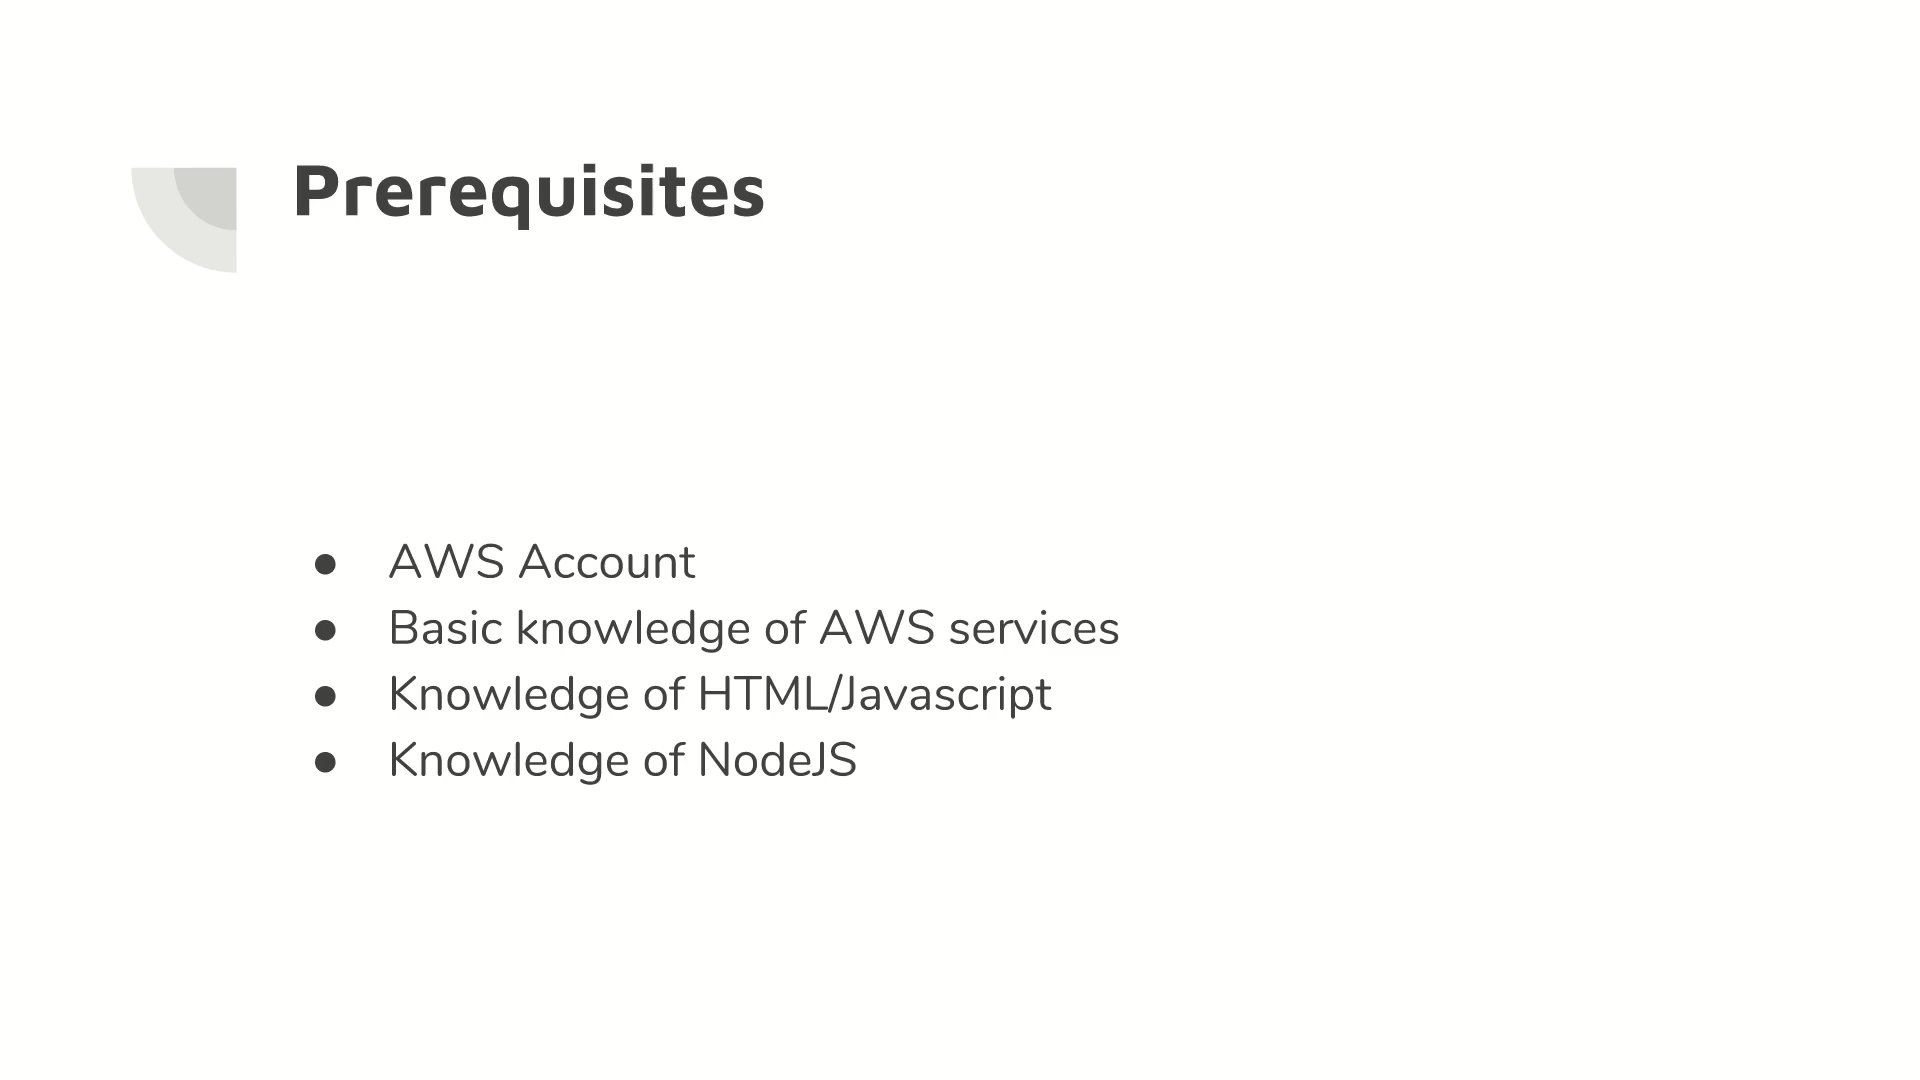 Prerequisites
● AWS Account
● Basic knowledge of AWS services
● Knowledge of HTML/Javascript
● Knowledge of NodeJS